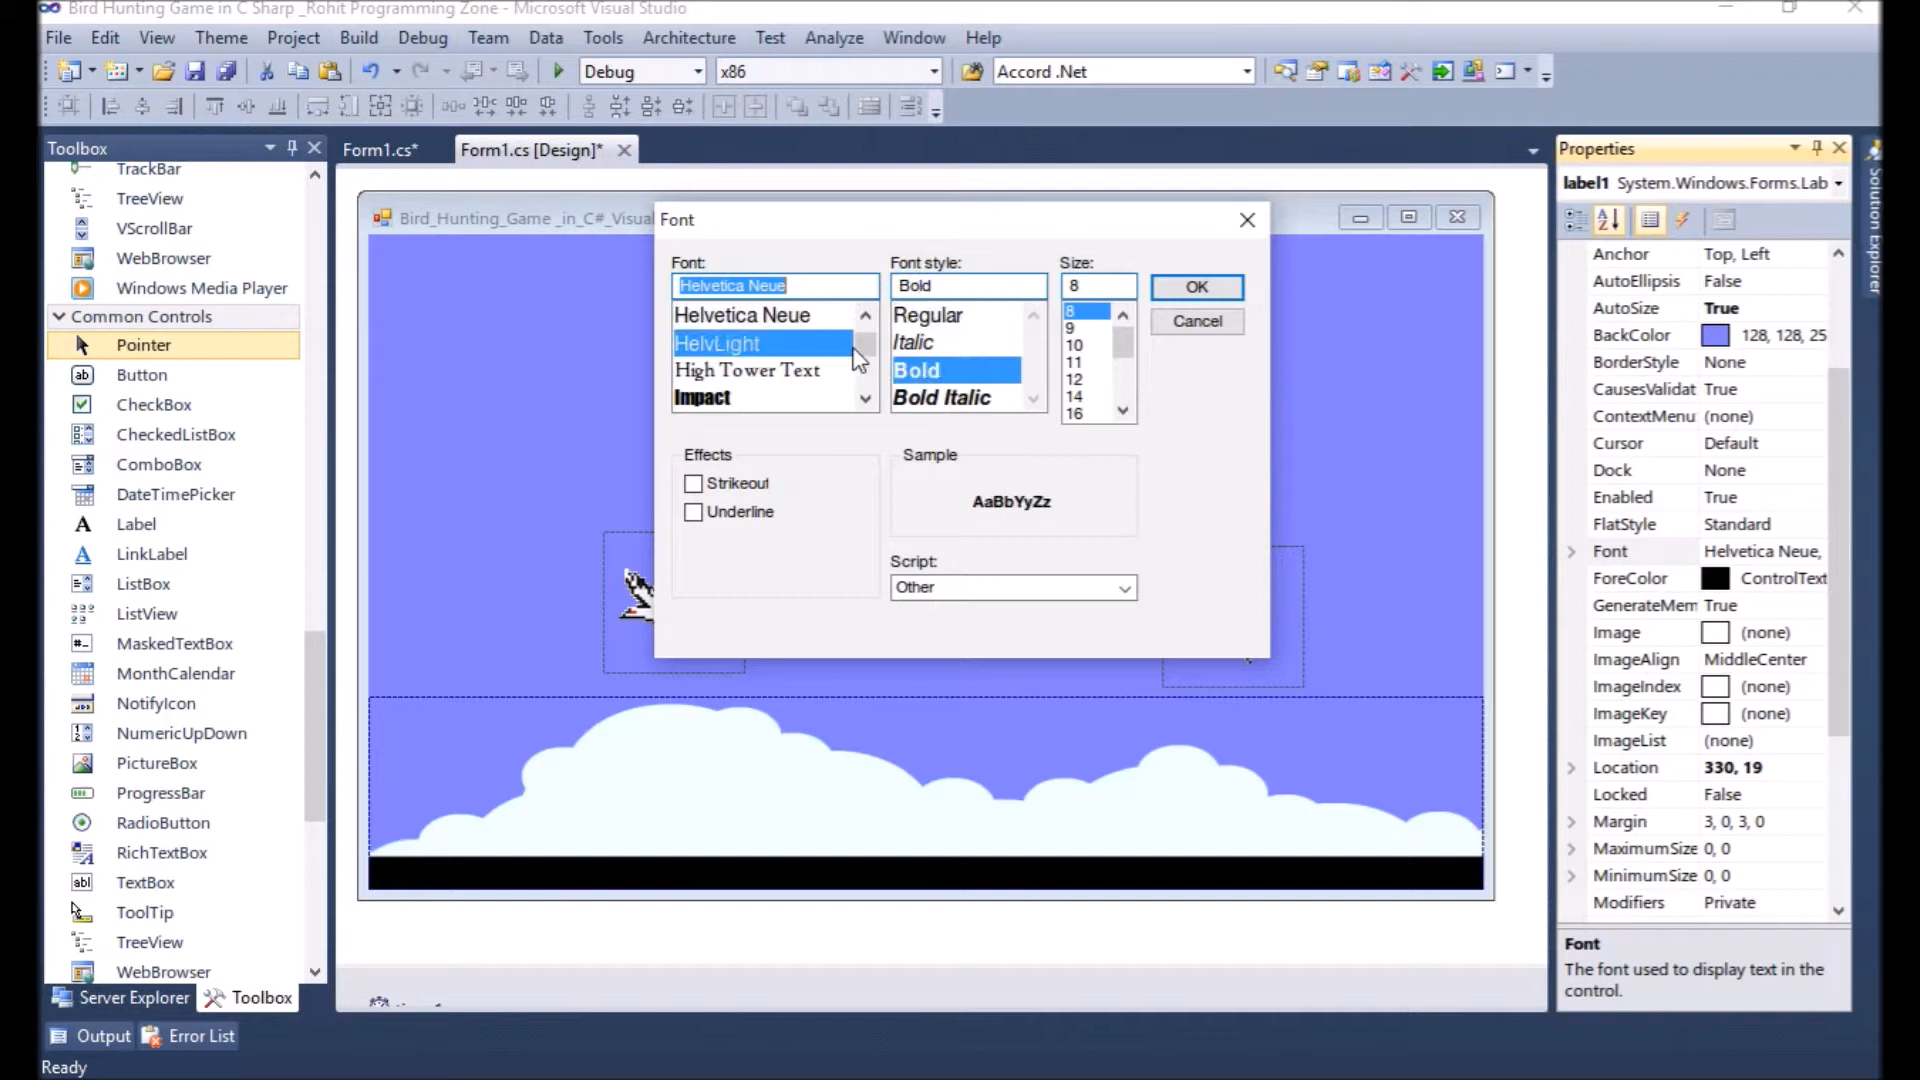 Bird Hunting Game in C Sharp _Rohit Programming Zone - Microsoft Visual Studio
File Edit View Theme Project Build Debug Team Data Tools Architecture Test Analyze Window Help
Debug x86 Accord .Net
Toolbox
TrackBar
TreeView
VScrollBar
WebBrowser
Windows Media Player
Common Controls
Pointer
Button
CheckBox
CheckedListBox
ComboBox
DateTimePicker
Label
LinkLabel
ListBox
ListView
MaskedTextBox
MonthCalendar
NotifyIcon
NumericUpDown
PictureBox
ProgressBar
RadioButton
RichTextBox
TextBox
ToolTip
TreeView
WebBrowser
Server Explorer Toolbox
Output Error List
Ready
Form1.cs* Form1.cs [Design]*
Bird_Hunting_Game _in_C#_Visual
Font
Font: Font style: Size:
Helvetica Neue Bold 8
Helvetica Neue
HelvLight
High Tower Text
Impact
Regular
Italic
Bold
Bold Italic
8
9
10
11
12
14
16
OK
Cancel
Effects
Strikeout
Underline
Sample
AaBbYyZz
Script:
Other
Properties
label1 System.Windows.Forms.Lab
Anchor Top, Left
AutoEllipsis False
AutoSize True
BackColor 128, 128, 25
BorderStyle None
CausesValidat True
ContextMenu (none)
Cursor Default
Dock None
Enabled True
FlatStyle Standard
Font Helvetica Neue,
ForeColor ControlText
GenerateMem True
Image (none)
ImageAlign MiddleCenter
ImageIndex (none)
ImageKey (none)
ImageList (none)
Location 330, 19
Locked False
Margin 3, 0, 3, 0
MaximumSize 0, 0
MinimumSize 0, 0
Modifiers Private
Font
The font used to display text in the
control.
Solution Explorer